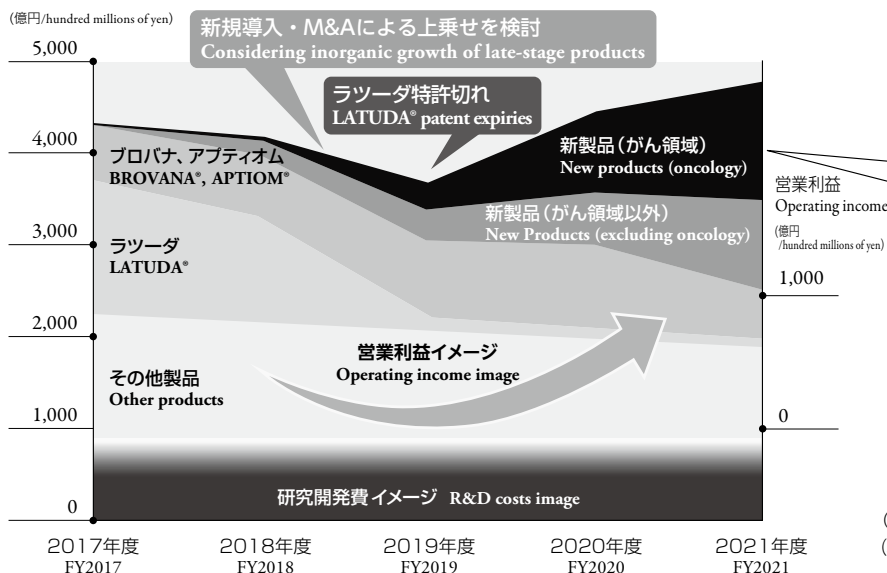 (億円/hundred millions of yen)
新規導入・M&Aによる上乗せを検討
Considering inorganic growth of late-stage products
5,000
ラツーダ特許切れ
LATUDA® patent expiries
4,000
ブロバナ、アプティオム
BROVANA®, APTIOM®
新製品(がん領域)
New products (oncology)
営業利益
Operating income
(億円
/hundred millions of yen)
新製品(がん領域以外)
New Products (excluding oncology)
3,000
ラツーダ
LATUDA®
1,000
2,000
営業利益イメージ
Operating income image
その他製品
Other products
1,000
0
研究開発費 イメージ R&D costs image
0
2017年度
FY2017
2018年度
FY2018
2019年度
FY2019
2020年度
FY2020
2021年度
FY2021
(
(